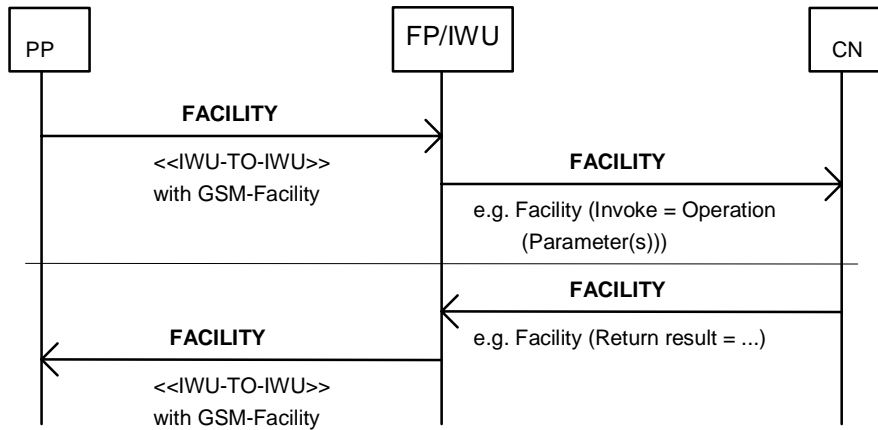 PP
FP/IWU
CN
FACILITY
<<IWU-TO-IWU>>
with GSM-Facility
FACILITY
e.g. Facility (Invoke = Operation
(Parameter(s)))
FACILITY
e.g. Facility (Return result = ...)
FACILITY
<<IWU-TO-IWU>>
with GSM-Facility